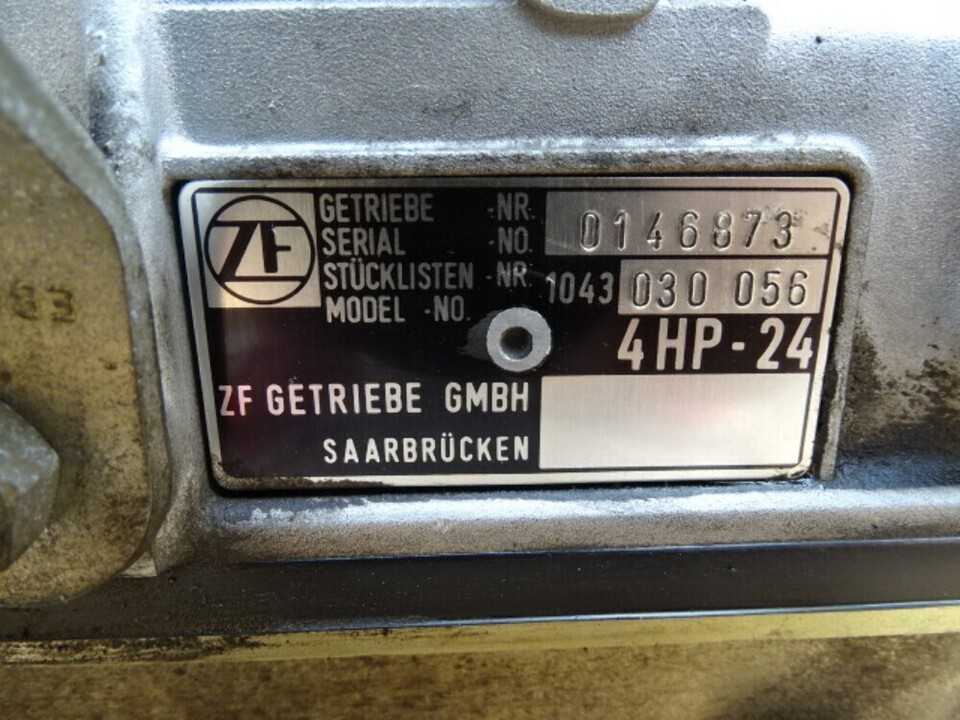 ZF
GETRIEBE -NR. 0146873
SERIAL -NO.
STÜCKLISTEN -NR. 1043 030 056
MODEL -NO.
4HP-24
ZF GETRIEBE GMBH
SAARBRÜCKEN